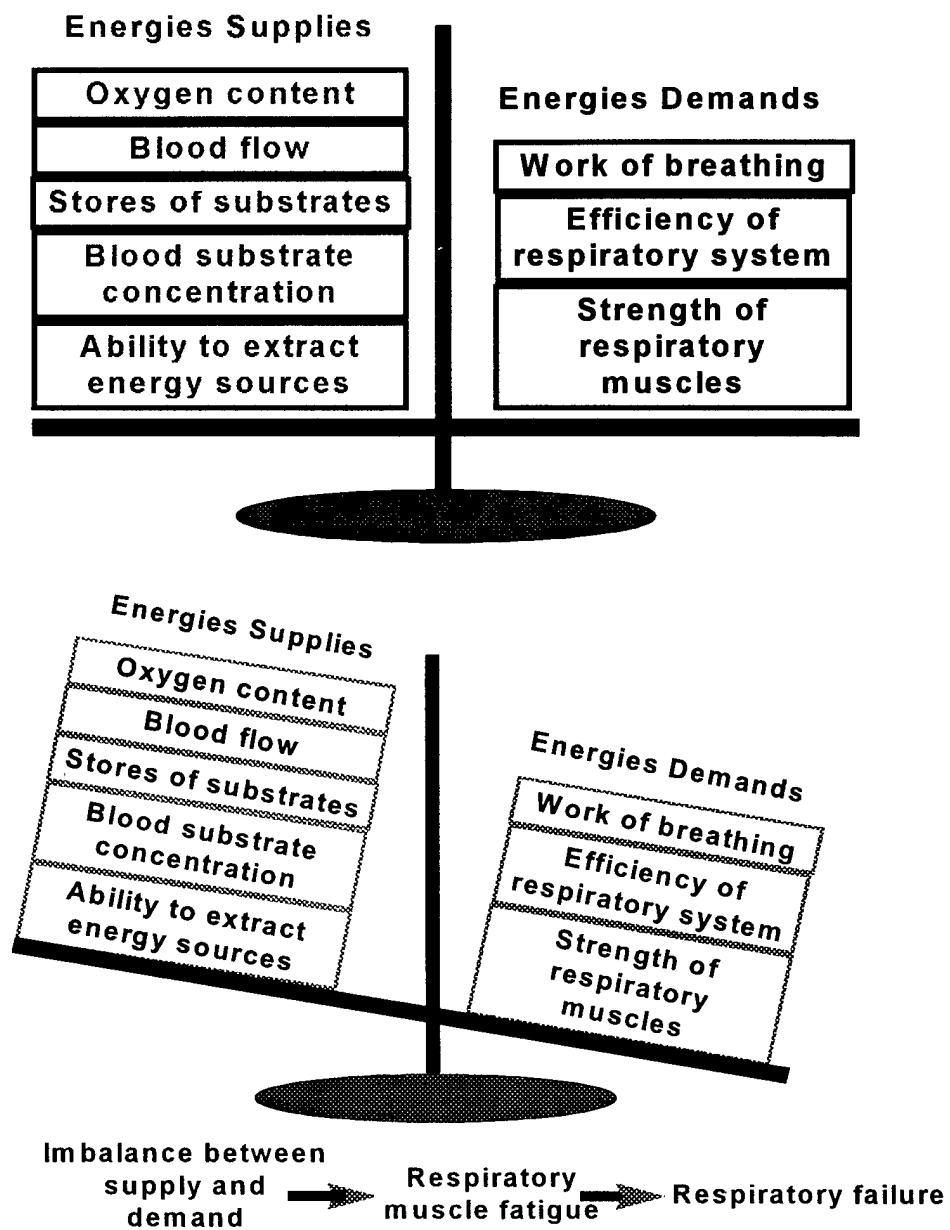 Energies Supplies
Oxygen content
Blood flow
Stores of substrates
Blood substrate
concentration
Ability to extract
energy sources
Energies Demands
Work of breathing
Efficiency of
respiratory system
Strength of
respiratory
muscles
Energies Supplies
Oxygen content
Blood flow
Stores of substrates
Blood substrate
concentration
Ability to extract
energy sources
Energies Demands
Work of breathing
Efficiency of
respiratory system
Strength of
respiratory
muscles
Imbalance between
supply and
demand
Respiratory
muscle fatigue
Respiratory failure